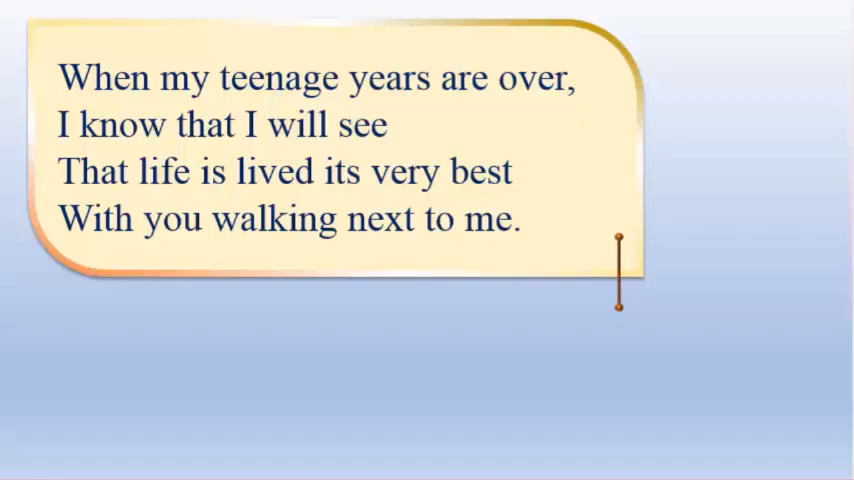 When my teenage years are over,
I know that I will see
That life is lived its very best
With you walking next to me.